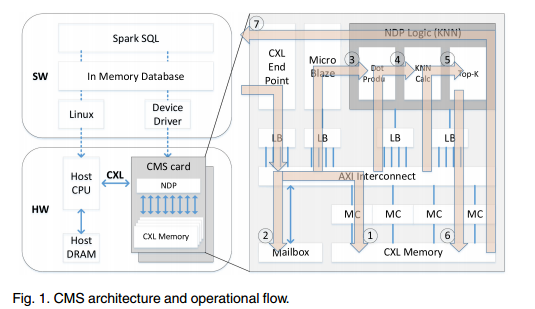 SW
Spark SQL
In Memory Database
Linux
Device
Driver
HW
Host
CPU
CXL
CMS card
NDP
CXL Memory
Host
DRAM
7
CXL
End
Point
Micro
Blaze
NDP Logic (KNN)
3
4
5
Dot
Produ
KNN
Calc
Top-K
LB
LB
LB
LB
AXI Interconnect
MC
MC
MC
MC
2
1
6
Mailbox
CXL Memory
Fig. 1. CMS architecture and operational flow.